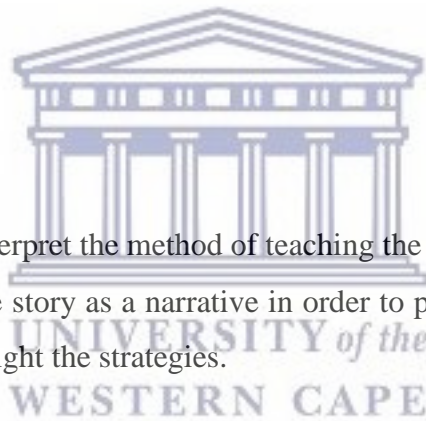 erpret the method of teaching the
e story as a narrative in order to p
UNIVERSITY of the
ght the strategies.
WESTERN CAPE